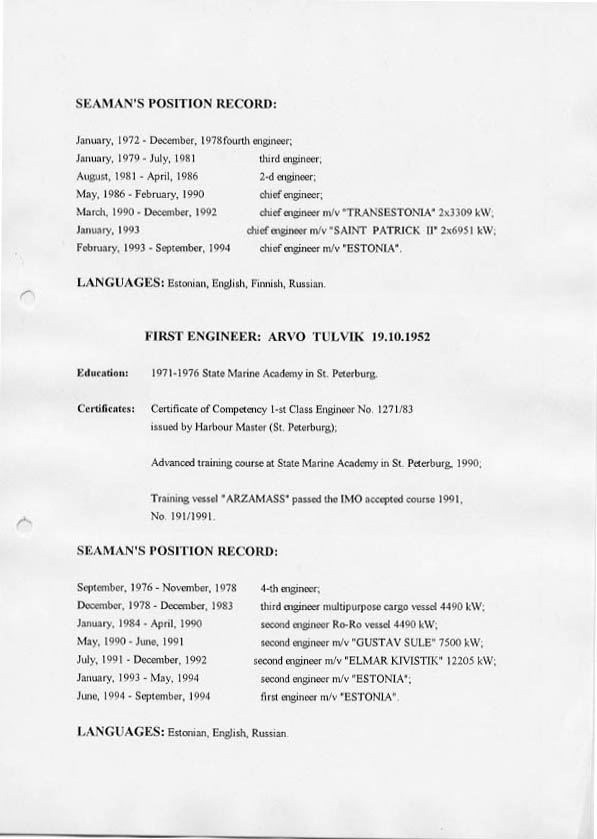 SEAMAN'S POSITION RECORD:
January, 1972 - December, 1978 fourth engineer;
January, 1979 - July, 1981 third engineer;
August, 1981 - April, 1986 2-d engineer;
May, 1986 - February, 1990 chief engineer;
March, 1990 - December, 1992 chief engineer m/v "TRANSESTONIA" 2x3309 kW;
January, 1993 chief engineer m/v "SAINT PATRICK II" 2x6951 kW;
February, 1993 - September, 1994 chief engineer m/v "ESTONIA".
LANGUAGES: Estonian, English, Finnish, Russian.
FIRST ENGINEER: ARVO TULVIK 19.10.1952
Education: 1971-1976 State Marine Academy in St. Peterburg.
Certificates: Certificate of Competency 1-st Class Engineer No. 1271/83
issued by Harbour Master (St. Peterburg);
Advanced training course at State Marine Academy in St. Peterburg, 1990;
Training vessel "ARZAMASS" passed the IMO accepted course 1991,
No. 191/1991.
SEAMAN'S POSITION RECORD:
September, 1976 - November, 1978 4-th engineer;
December, 1978 - December, 1983 third engineer multipurpose cargo vessel 4490 kW;
January, 1984 - April, 1990 second engineer Ro-Ro vessel 4490 kW;
May, 1990 - June, 1991 second engineer m/v "GUSTAV SULE" 7500 kW;
July, 1991 - December, 1992 second engineer m/v "ELMAR KIVISTIK" 12205 kW;
January, 1993 - May, 1994 second engineer m/v "ESTONIA";
June, 1994 - September, 1994 first engineer m/v "ESTONIA".
LANGUAGES: Estonian, English, Russian.